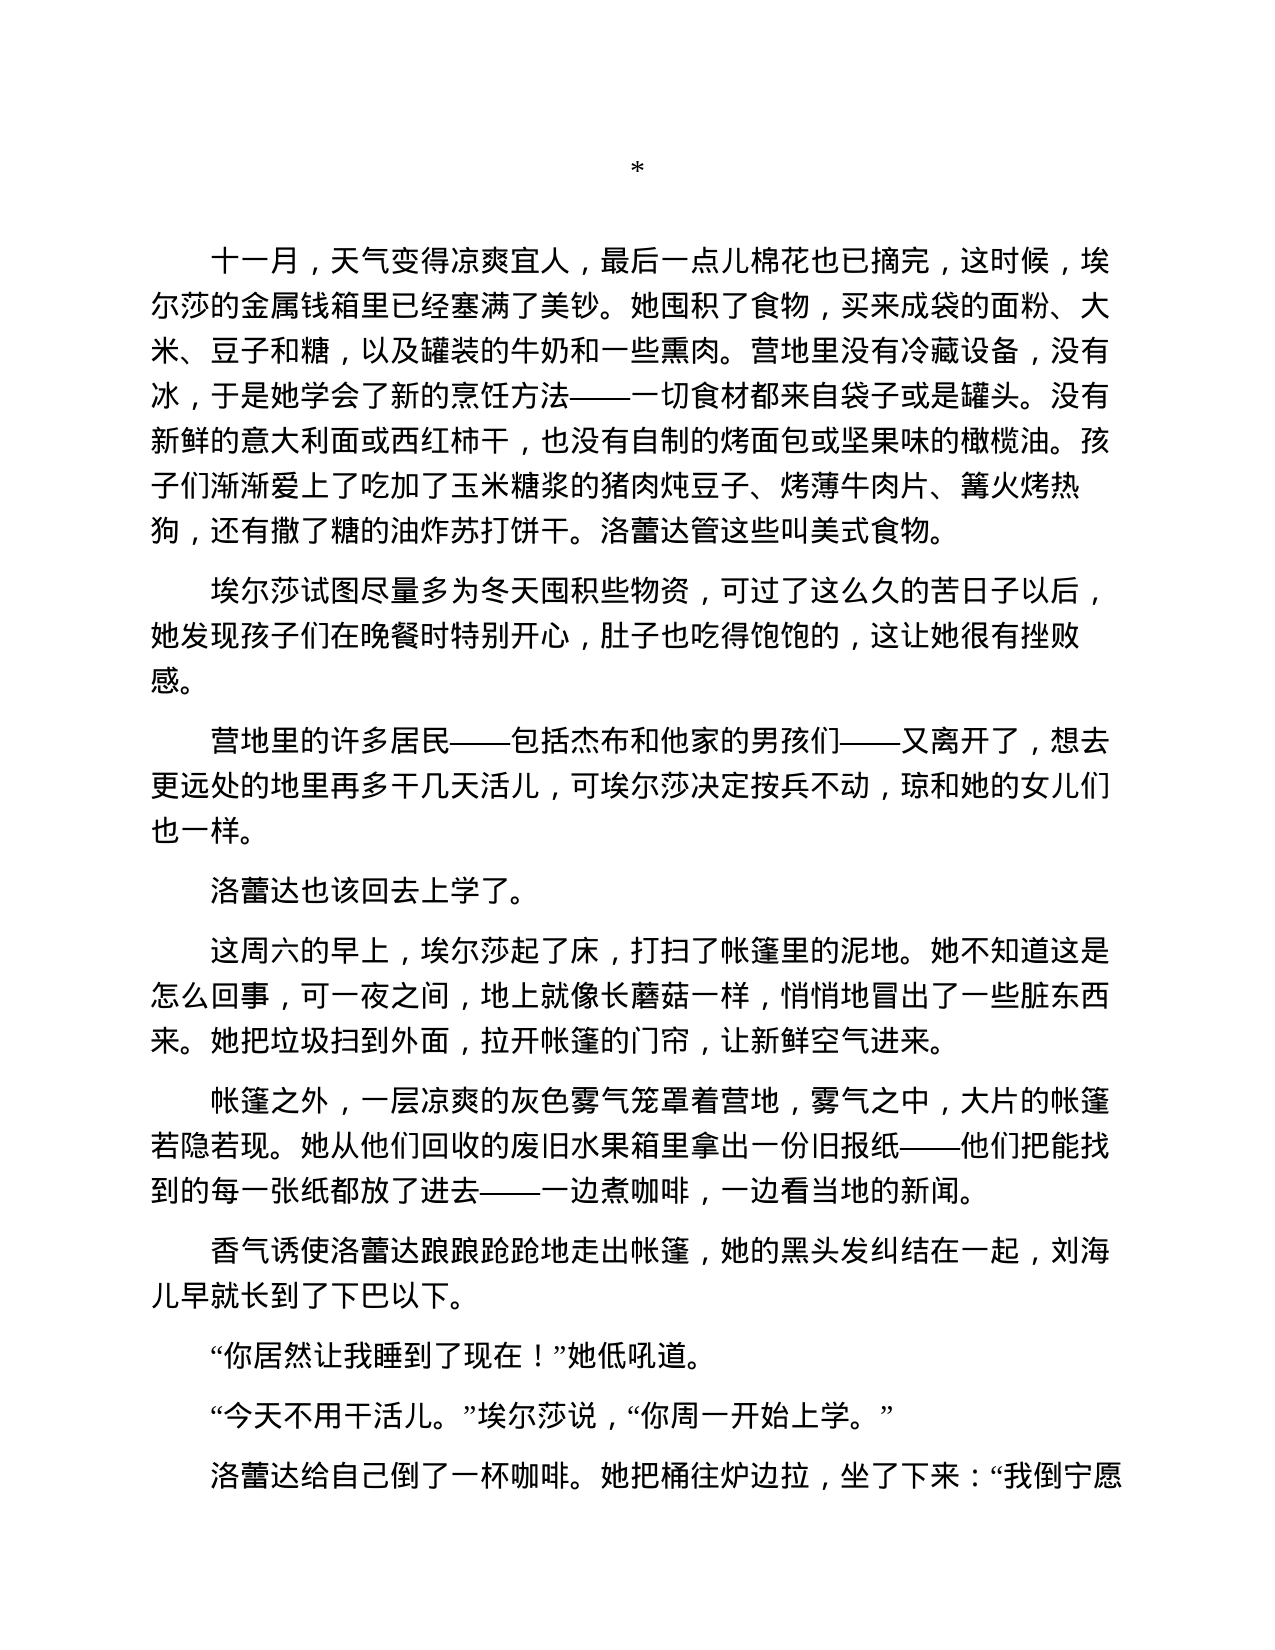 *
十一月，天气变得凉爽宜人，最后一点儿棉花也已摘完，这时候，埃
尔莎的金属钱箱里已经塞满了美钞。她囤积了食物，买来成袋的面粉、大
米、豆子和糖，以及罐装的牛奶和一些熏肉。营地里没有冷藏设备，没有
冰，于是她学会了新的烹饪方法——一切食材都来自袋子或是罐头。没有
新鲜的意大利面或西红柿干，也没有自制的烤面包或坚果味的橄榄油。孩
子们渐渐爱上了吃加了玉米糖浆的猪肉炖豆子、烤薄牛肉片、篝火烤热
狗，还有撒了糖的油炸苏打饼干。洛蕾达管这些叫美式食物。
埃尔莎试图尽量多为冬天囤积些物资，可过了这么久的苦日子以后，
她发现孩子们在晚餐时特别开心，肚子也吃得饱饱的，这让她很有挫败
感。
营地里的许多居民——包括杰布和他家的男孩们——又离开了，想去
更远处的地里再多干几天活儿，可埃尔莎决定按兵不动，琼和她的女儿们
也一样。
洛蕾达也该回去上学了。
这周六的早上，埃尔莎起了床，打扫了帐篷里的泥地。她不知道这是
怎么回事，可一夜之间，地上就像长蘑菇一样，悄悄地冒出了一些脏东西
来。她把垃圾扫到外面，拉开帐篷的门帘，让新鲜空气进来。
帐篷之外，一层凉爽的灰色雾气笼罩着营地，雾气之中，大片的帐篷
若隐若现。她从他们回收的废旧水果箱里拿出一份旧报纸——他们把能找
到的每一张纸都放了进去——一边煮咖啡，一边看当地的新闻。
香气诱使洛蕾达踉踉跄跄地走出帐篷，她的黑头发纠结在一起，刘海
儿早就长到了下巴以下。
“你居然让我睡到了现在！”她低吼道。
“今天不用干活儿。”埃尔莎说，“你周一开始上学。”
洛蕾达给自己倒了一杯咖啡。她把桶往炉边拉，坐了下来：“我倒宁愿